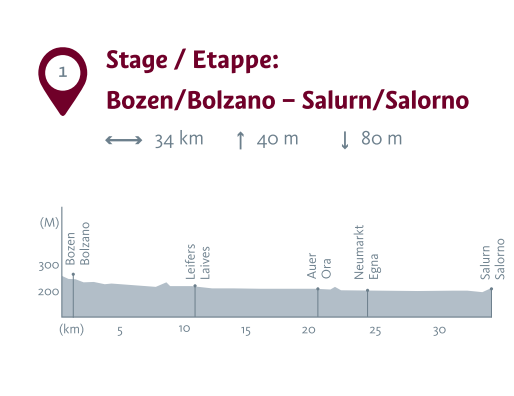 1
Stage / Etappe:
Bozen/Bolzano – Salurn/Salorno
34 km 40 m 80 m
(M)
300
200
Bozen
Bolzano
Leifers
Laives
Auer
Ora
Neumarkt
Egna
Salurn
Salorno
(km) 5 10 15 20 25 30